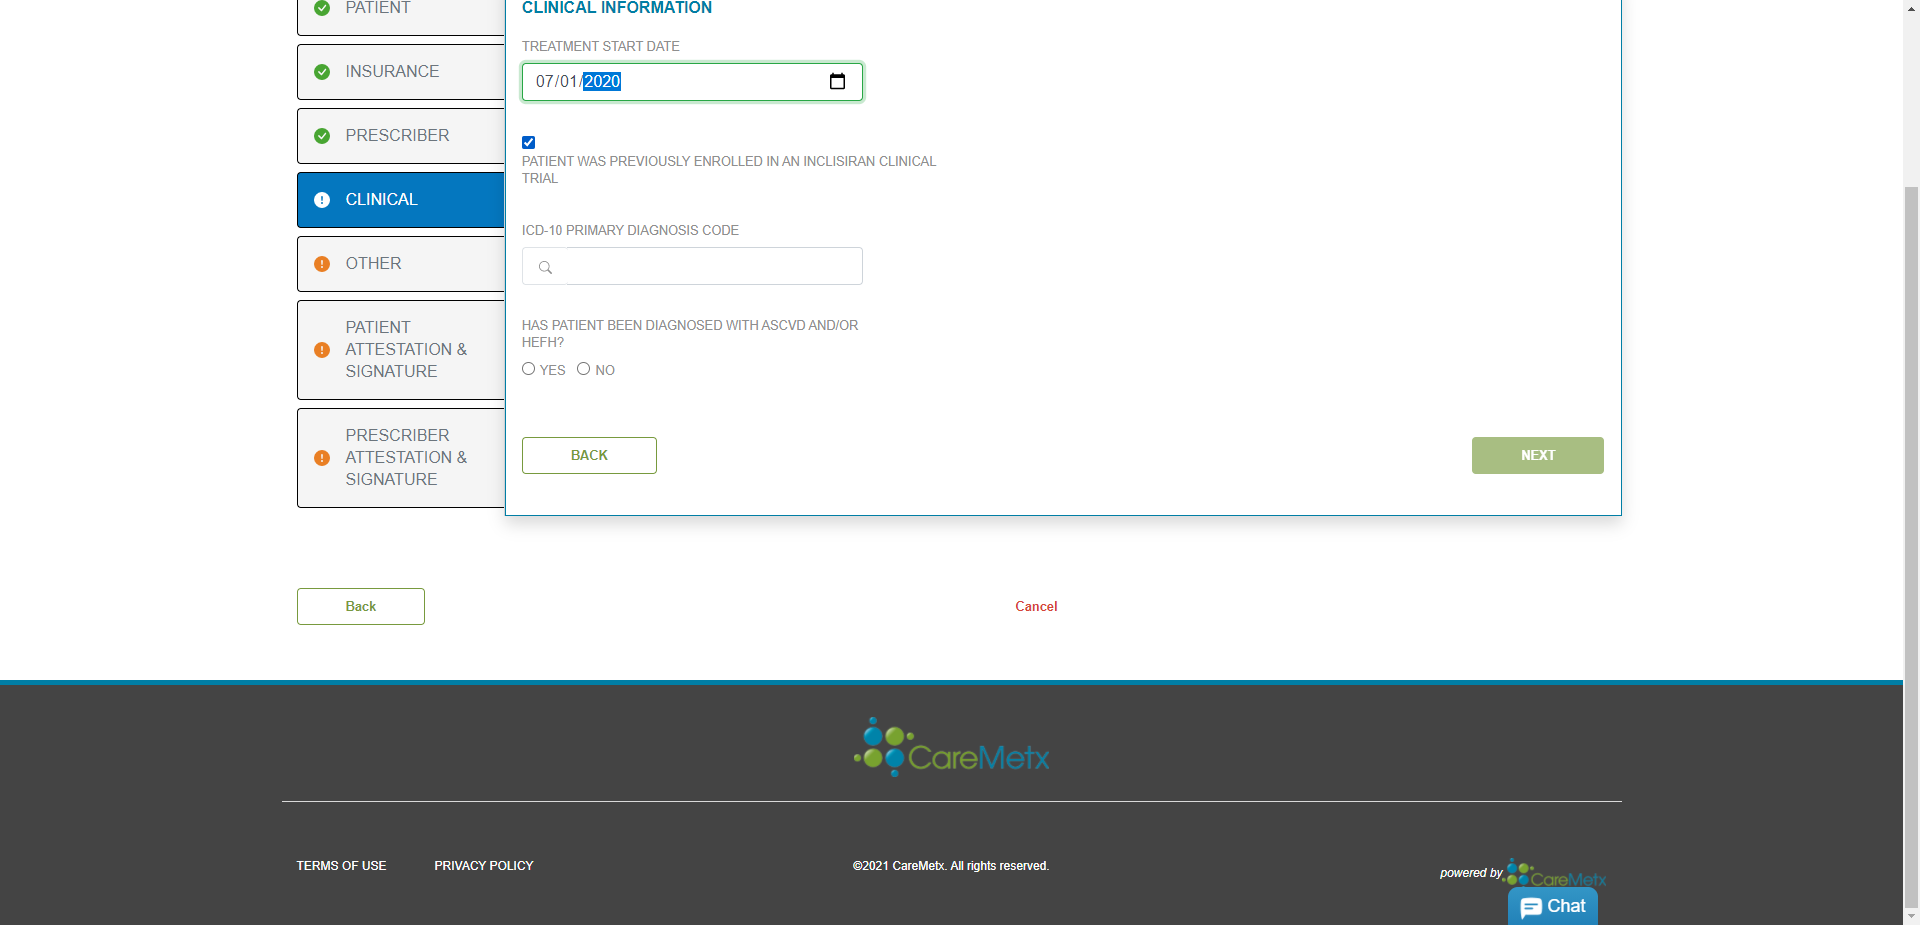 PATIENT
CLINICAL INFORMATION
TREATMENT START DATE
07/01/2020
INSURANCE
PRESCRIBER
PATIENT WAS PREVIOUSLY ENROLLED IN AN INCLISIRAN CLINICAL
TRIAL
CLINICAL
ICD-10 PRIMARY DIAGNOSIS CODE
OTHER
HAS PATIENT BEEN DIAGNOSED WITH ASCVD AND/OR
HEFH?
YES NO
PATIENT
ATTESTATION &
SIGNATURE
PRESCRIBER
ATTESTATION &
SIGNATURE
BACK
NEXT
Back
Cancel
CareMetx
TERMS OF USE
PRIVACY POLICY
©2021 CareMetx. All rights reserved.
powered by CareMetx
Chat